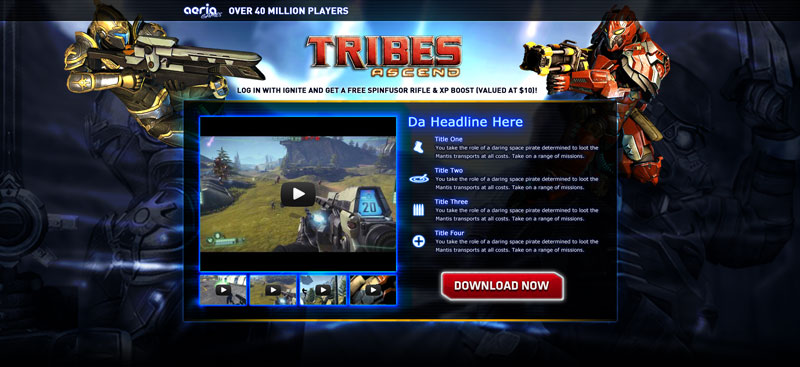 aeria GAMES OVER 40 MILLION PLAYERS
TRIBES
ASCEND
LOG IN WITH IGNITE AND GET A FREE SPINFUSOR RIFLE & XP BOOST (VALUED AT $10)!
Da Headline Here
Title One
You take the role of a daring space pirate determined to loot the
Mantis transports at all costs. Take on a range of missions.
Title Two
You take the role of a daring space pirate determined to loot the
Mantis transports at all costs. Take on a range of missions.
Title Three
You take the role of a daring space pirate determined to loot the
Mantis transports at all costs. Take on a range of missions.
Title Four
You take the role of a daring space pirate determined to loot the
Mantis transports at all costs. Take on a range of missions.
20
DOWNLOAD NOW